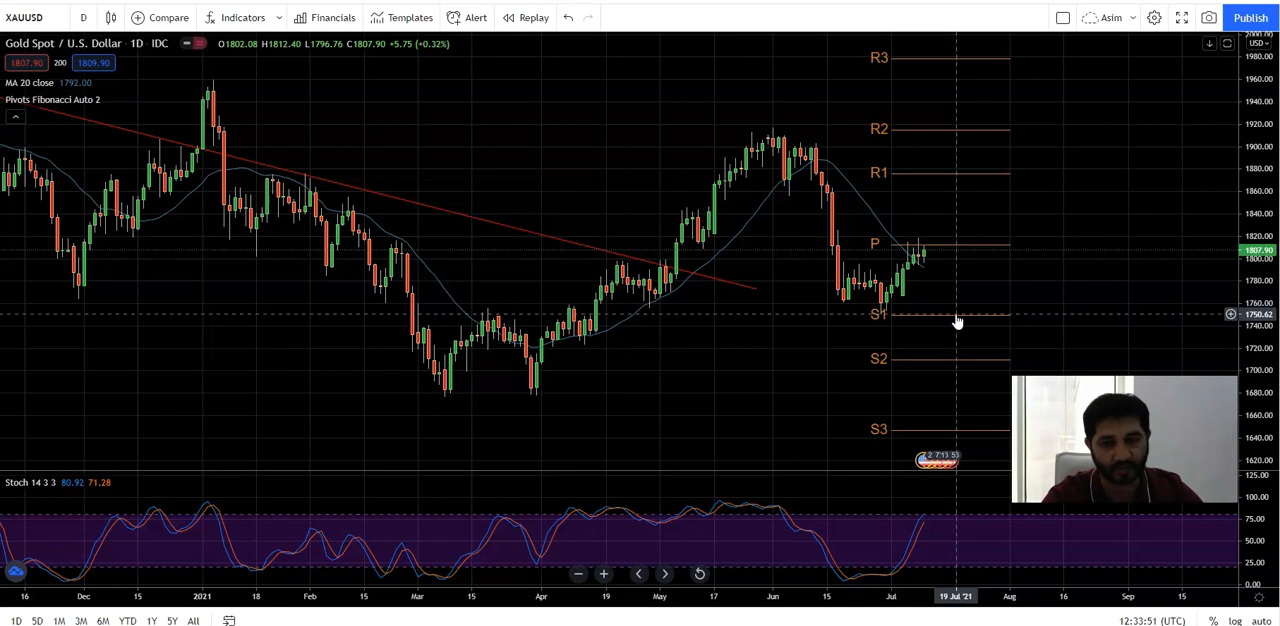 XAUUSD D Compare Indicators Financials Templates Alert Replay Asim Publish
Gold Spot / U.S. Dollar · 1D · IDC O1802.08 H1812.40 L1796.76 C1807.90 +5.75 (+0.32%)
1807.90 200 1809.90
MA 20 close 1792.00
Pivots Fibonacci Auto 2
R3
R2
R1
P
S1
S2
S3
2000.00
USD
1980.00
1960.00
1940.00
1920.00
1900.00
1880.00
1860.00
1840.00
1820.00
1807.90
1800.00
1780.00
1760.00
1750.62
1740.00
1720.00
1700.00
1680.00
1660.00
1640.00
1620.00
Stoch 14 3 3 80.92 71.28
125.00
100.00
75.00
50.00
25.00
0.00
16 Dec 15 2021 18 Feb 15 Mar 15 Apr 19 May 17 Jun 15 Jul 19 Jul '21 Aug 16 Sep 15
1D 5D 1M 3M 6M YTD 1Y 5Y All 12:33:51 (UTC) % log auto